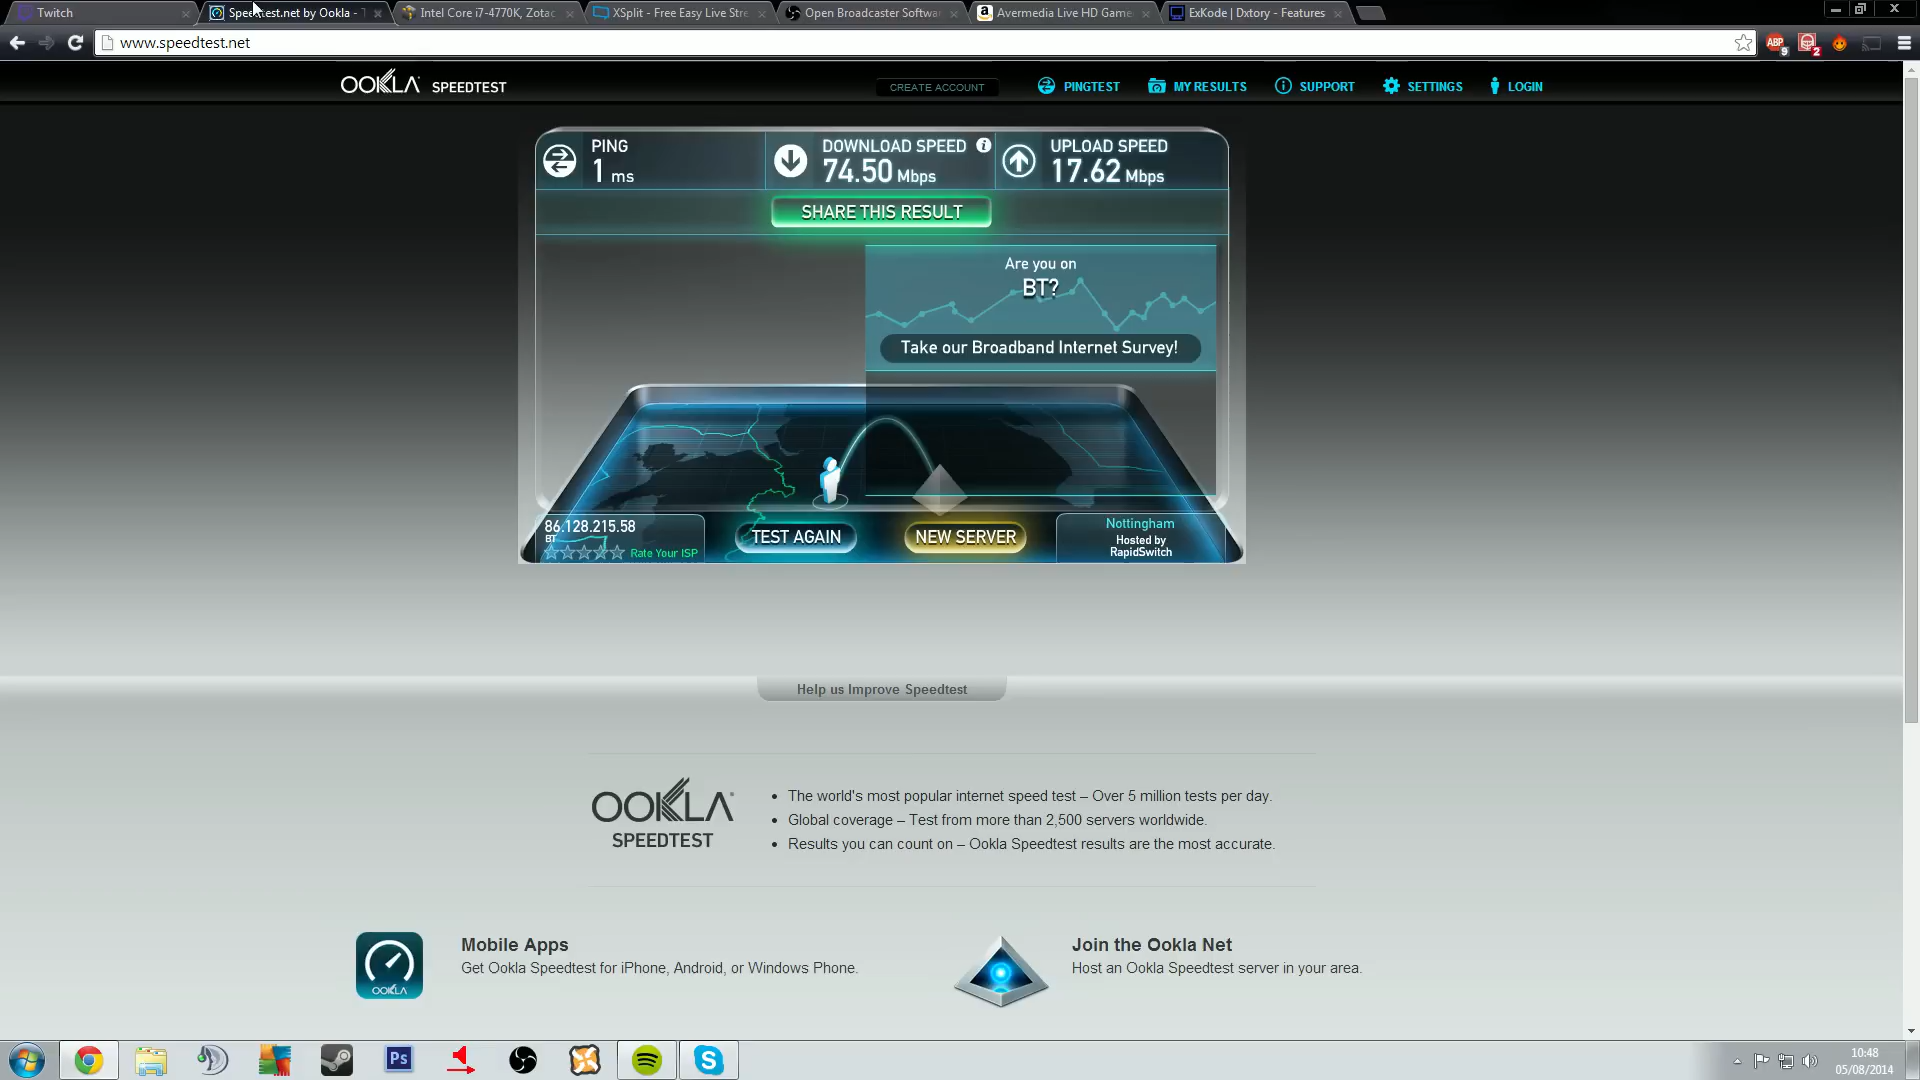 Twitch
Speedtest.net by Ookla - T
Intel Core i7-4770K, Zotac
XSplit - Free Easy Live Stre
Open Broadcaster Softwa
Avermedia Live HD Game
ExKode | Dxtory - Features
www.speedtest.net
ABP
9
2
OOKLA SPEEDTEST
CREATE ACCOUNT
PINGTEST
MY RESULTS
SUPPORT
SETTINGS
LOGIN
PING
1 ms
DOWNLOAD SPEED
74.50 Mbps
UPLOAD SPEED
17.62 Mbps
SHARE THIS RESULT
Are you on
BT?
Take our Broadband Internet Survey!
86.128.215.58
BT
Rate Your ISP
TEST AGAIN
NEW SERVER
Nottingham
Hosted by
RapidSwitch
Help us Improve Speedtest
OOKLA
SPEEDTEST
• The world's most popular internet speed test – Over 5 million tests per day.
• Global coverage – Test from more than 2,500 servers worldwide.
• Results you can count on – Ookla Speedtest results are the most accurate.
OOKLA
Mobile Apps
Get Ookla Speedtest for iPhone, Android, or Windows Phone.
Join the Ookla Net
Host an Ookla Speedtest server in your area.
Ps
10:48
05/08/2014